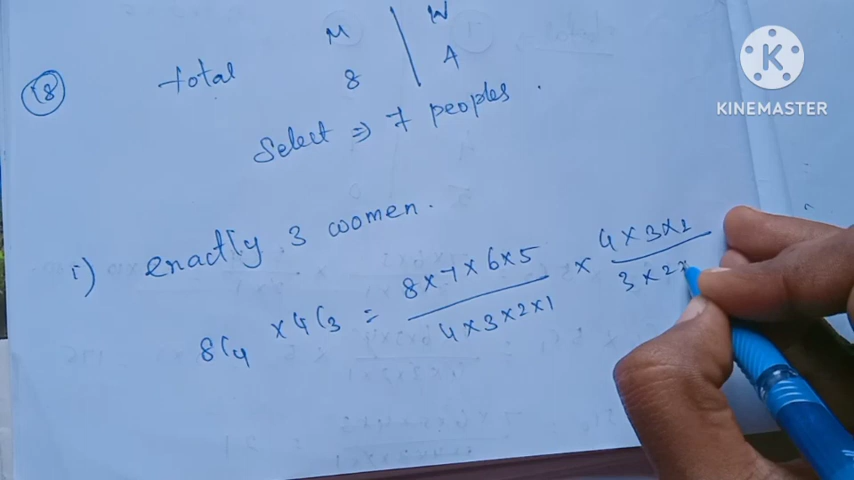 M | W
18 total 8 | 4
Select ⇒ 7 peoples.
i) exactly 3 women.
8C4 × 4C3 = 8×7×6×5 / 4×3×2×1 × 4×3×2 / 3×2×
KINEMASTER